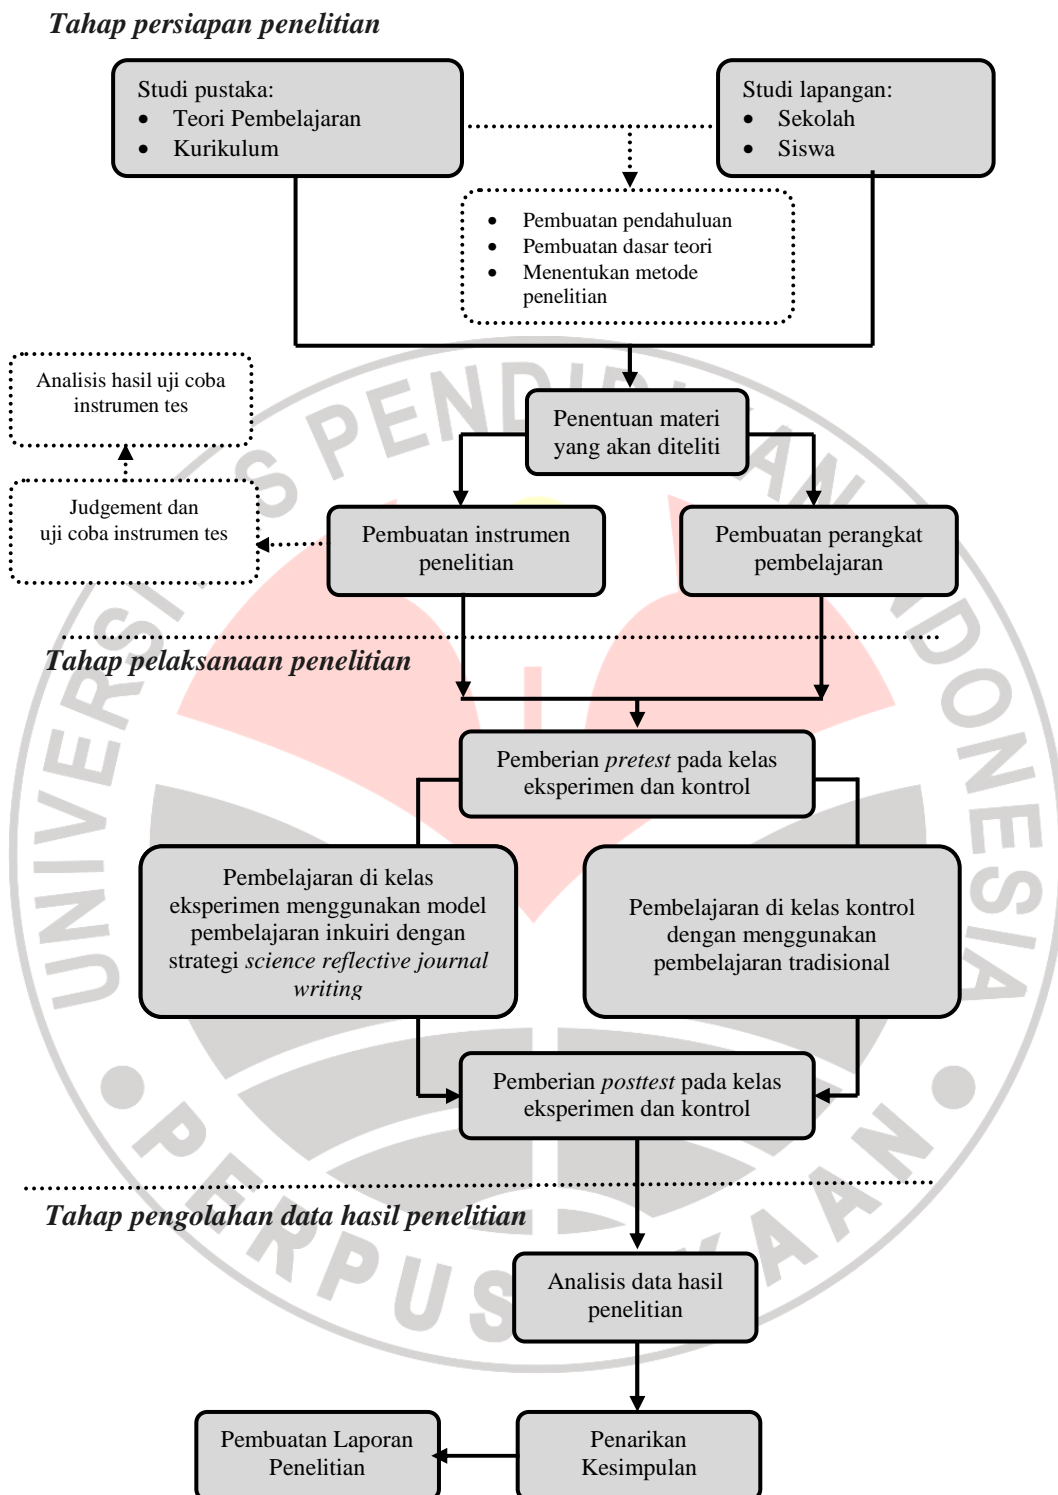 Tahap persiapan penelitian
Studi pustaka:
• Teori Pembelajaran
• Kurikulum
Studi lapangan:
• Sekolah
• Siswa
• Pembuatan pendahuluan
• Pembuatan dasar teori
• Menentukan metode
penelitian
Analisis hasil uji coba
instrumen tes
Penentuan materi
yang akan diteliti
Judgement dan
uji coba instrumen tes
Pembuatan instrumen
penelitian
Pembuatan perangkat
pembelajaran
Tahap pelaksanaan penelitian
Pemberian pretest pada kelas
eksperimen dan kontrol
Pembelajaran di kelas
eksperimen menggunakan model
pembelajaran inkuiri dengan
strategi science reflective journal
writing
Pembelajaran di kelas kontrol
dengan menggunakan
pembelajaran tradisional
Pemberian posttest pada kelas
eksperimen dan kontrol
Tahap pengolahan data hasil penelitian
Analisis data hasil
penelitian
Pembuatan Laporan
Penelitian
Penarikan
Kesimpulan
UNIVERSITAS PENDIDIKAN INDONESIA
PERPUSTAKAAN